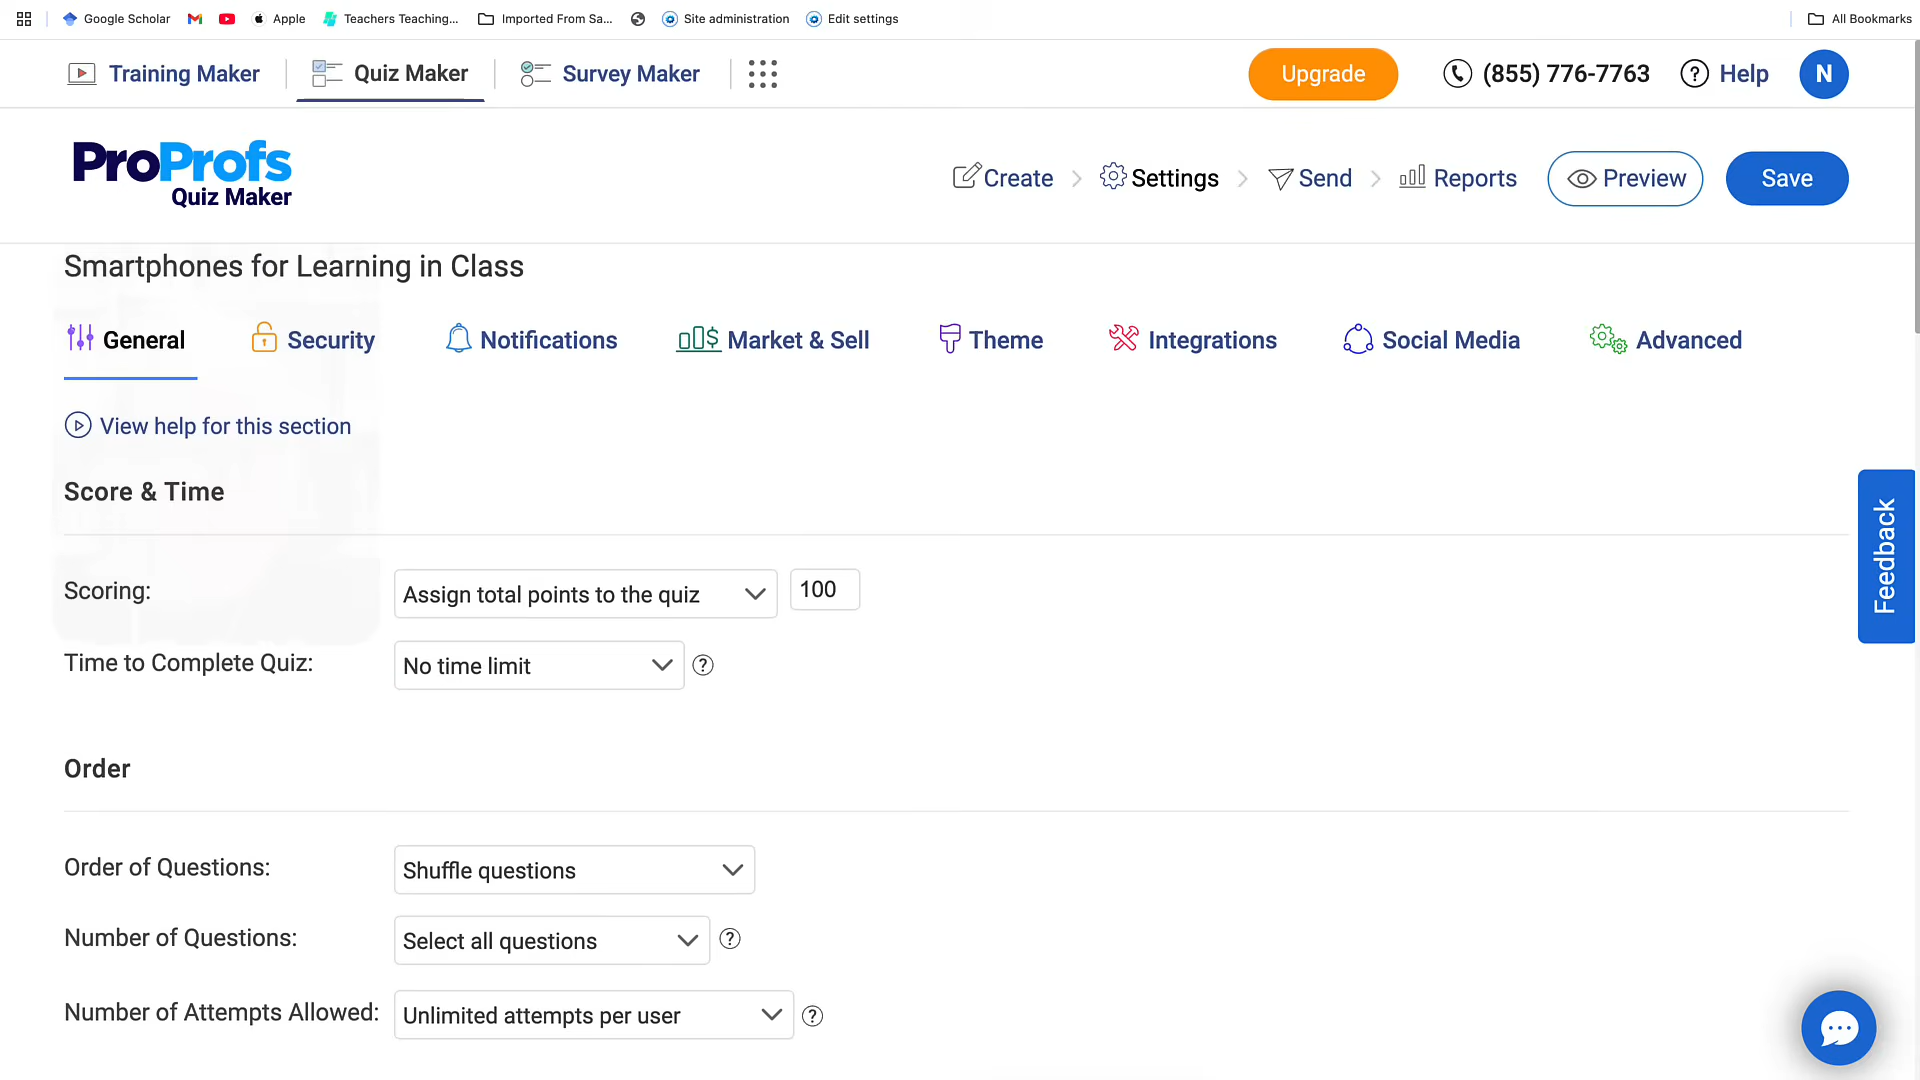 Google Scholar Apple Teachers Teaching... Imported From Sa... Site administration Edit settings All Bookmarks
Training Maker Quiz Maker Survey Maker Upgrade (855) 776-7763 ? Help N
ProProfs
Quiz Maker
Create Settings Send Reports Preview Save
Smartphones for Learning in Class
General Security Notifications Market & Sell Theme Integrations Social Media Advanced
View help for this section
Score & Time
Feedback
Scoring: Assign total points to the quiz 100
Time to Complete Quiz: No time limit ?
Order
Order of Questions: Shuffle questions
Number of Questions: Select all questions ?
Number of Attempts Allowed: Unlimited attempts per user ?